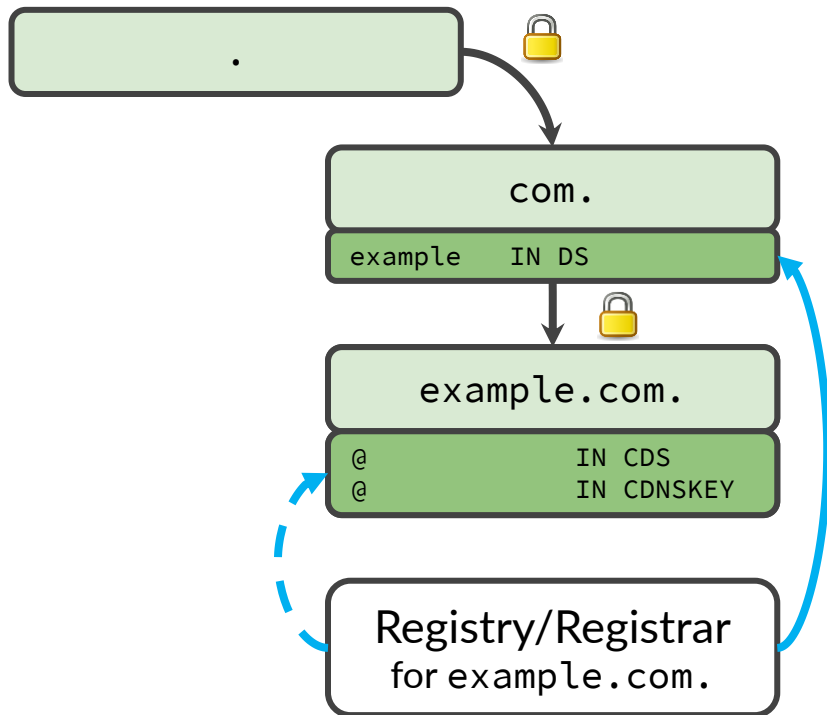 .
com.
example IN DS
example.com.
@ IN CDS
@ IN CDNSKEY
Registry/Registrar
for example.com.